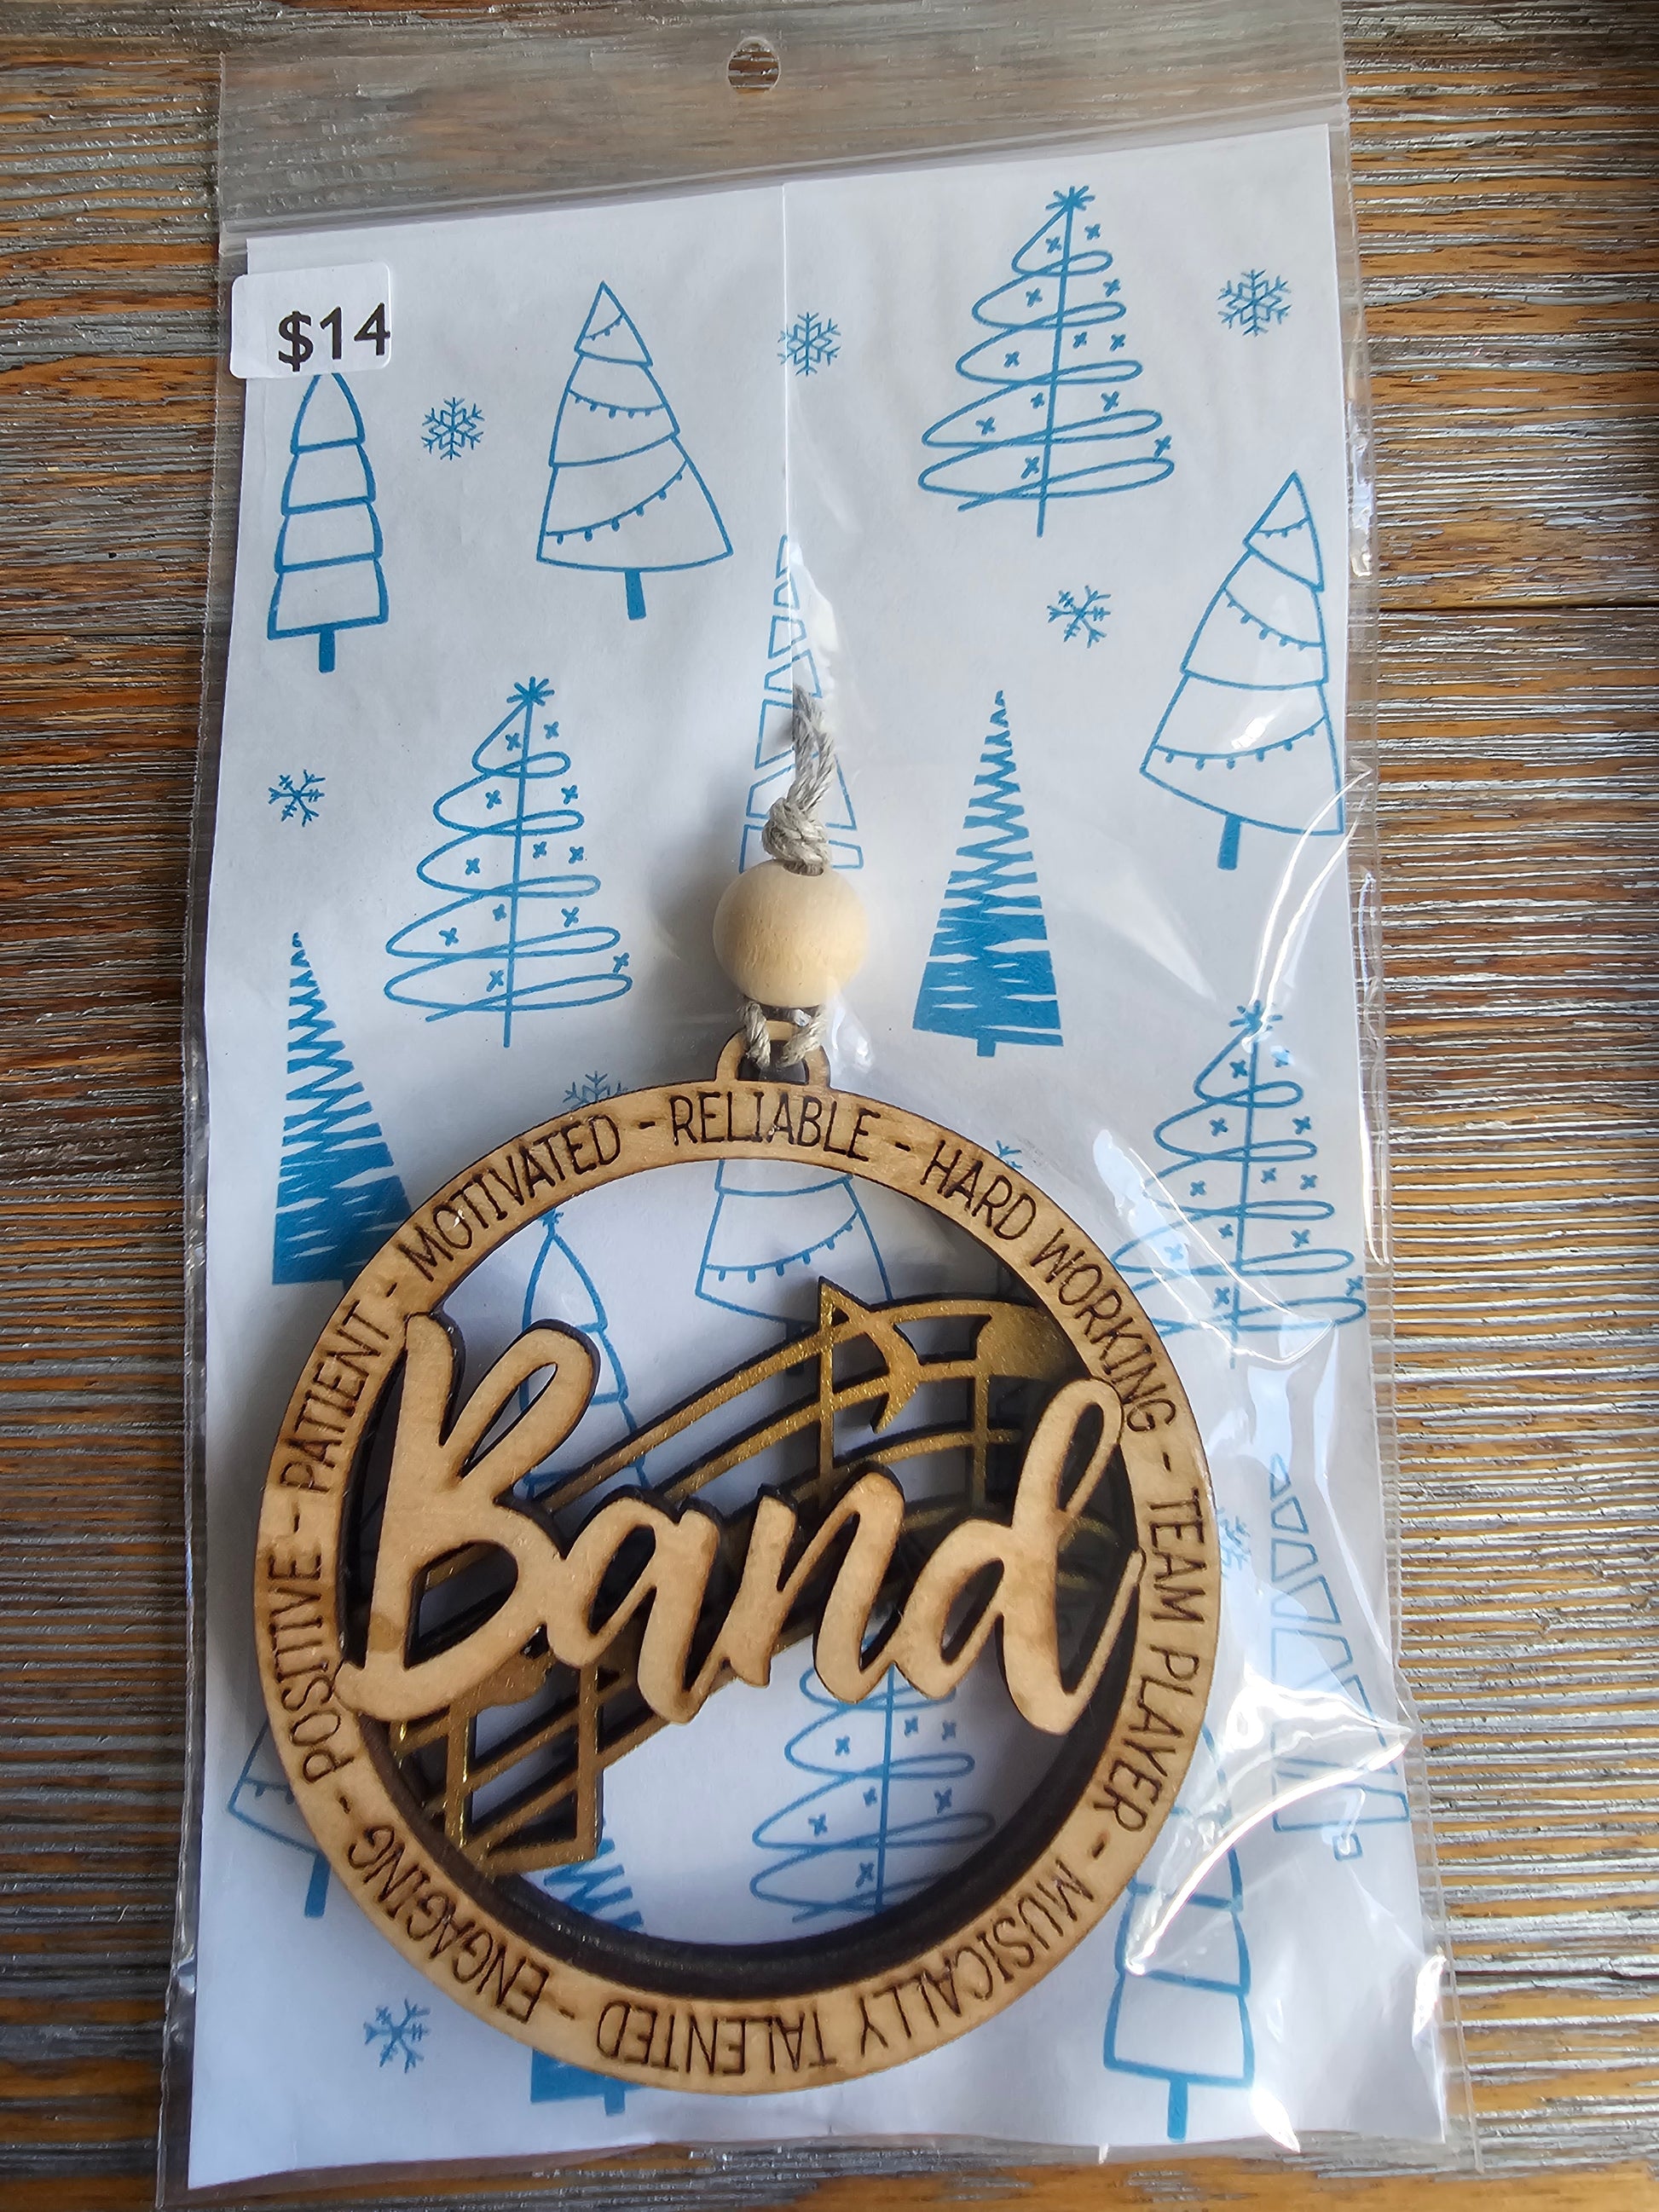 $14
MOTIVATED - RELIABLE - HARD WORKING - TEAM PLAYER - MUSICALLY TALENTED - ENGAGING - POSITIVE - PATIENT -
Band